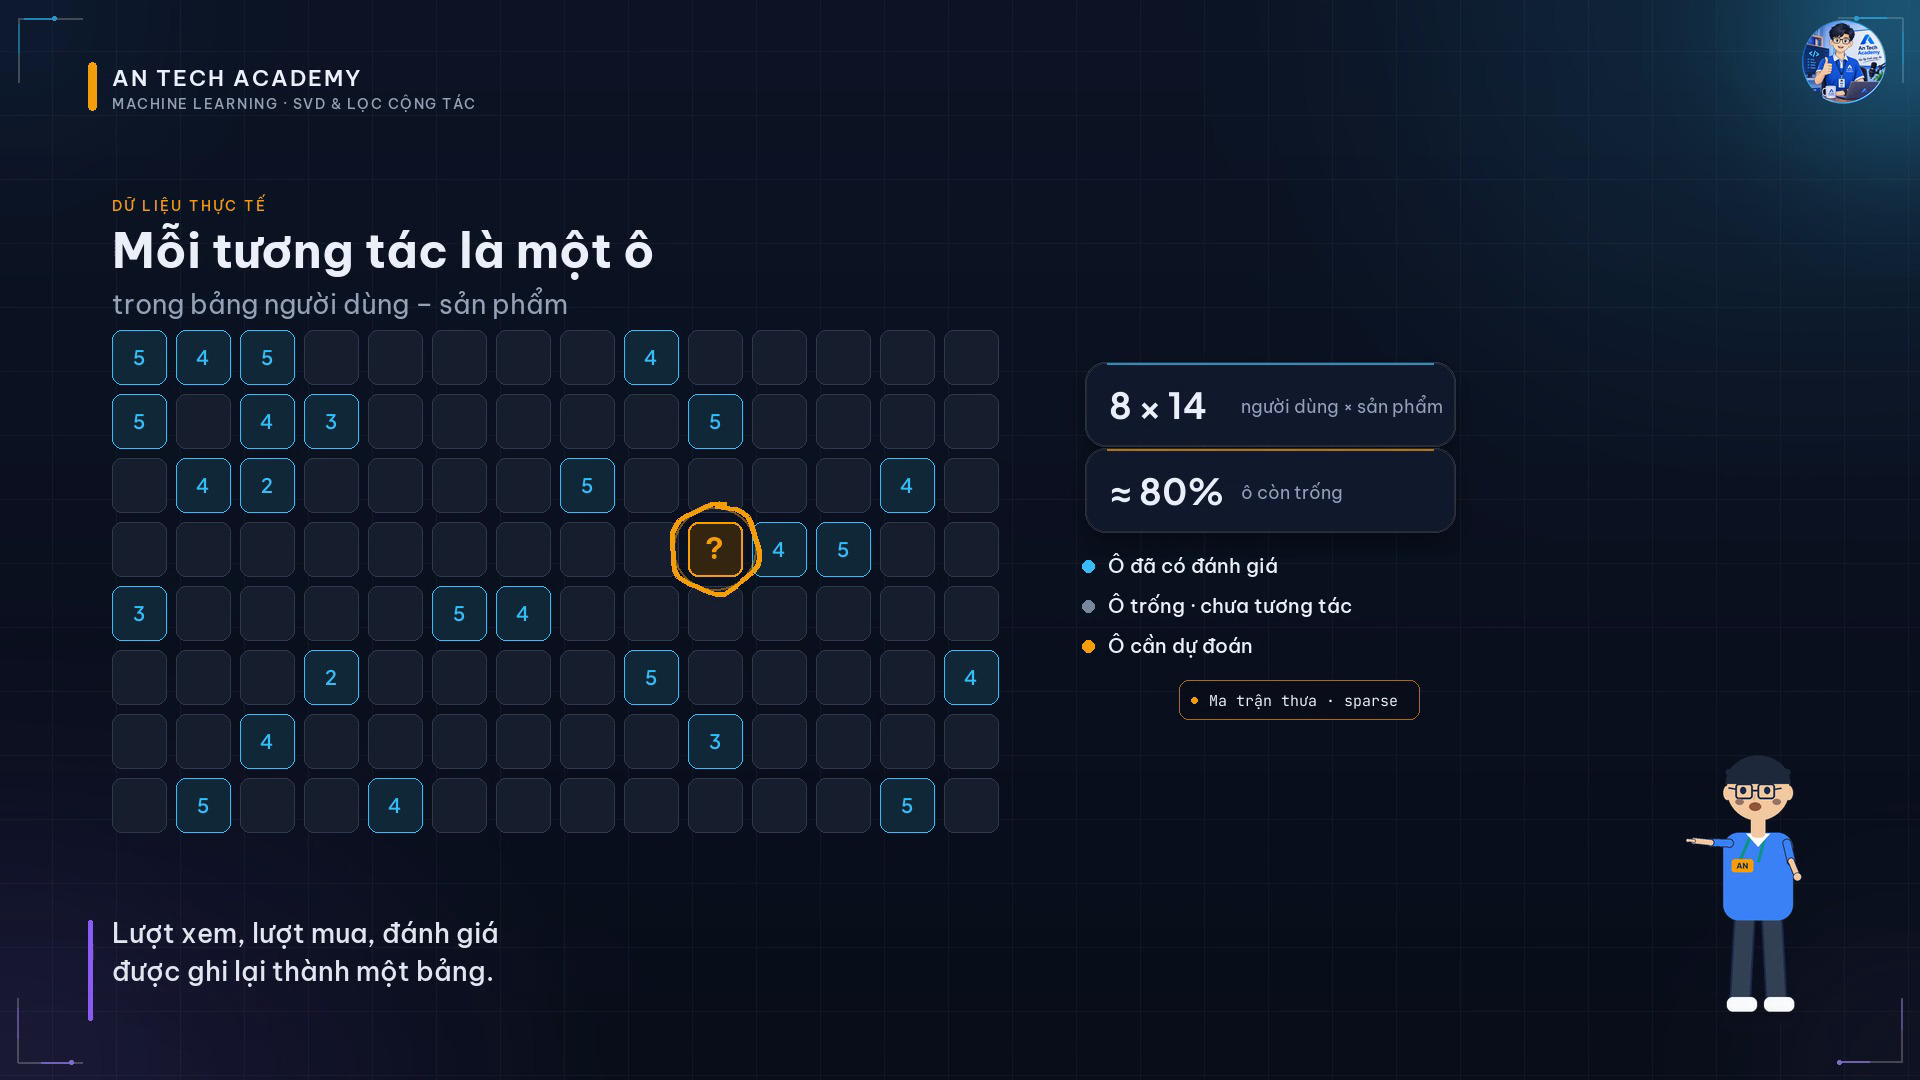 AN TECH ACADEMY
MACHINE LEARNING · SVD & LỌC CỘNG TÁC
An Tech
Academy
DỮ LIỆU THỰC TẾ
Mỗi tương tác là một ô
trong bảng người dùng – sản phẩm
5 4 5 4
5 4 3 5
4 2 5 4
? 4 5
3 5 4
2 5 4
4 3
5 4 5
8 × 14 người dùng × sản phẩm
≈ 80% ô còn trống
Ô đã có đánh giá
Ô trống · chưa tương tác
Ô cần dự đoán
Ma trận thưa · sparse
AN
Lượt xem, lượt mua, đánh giá
được ghi lại thành một bảng.